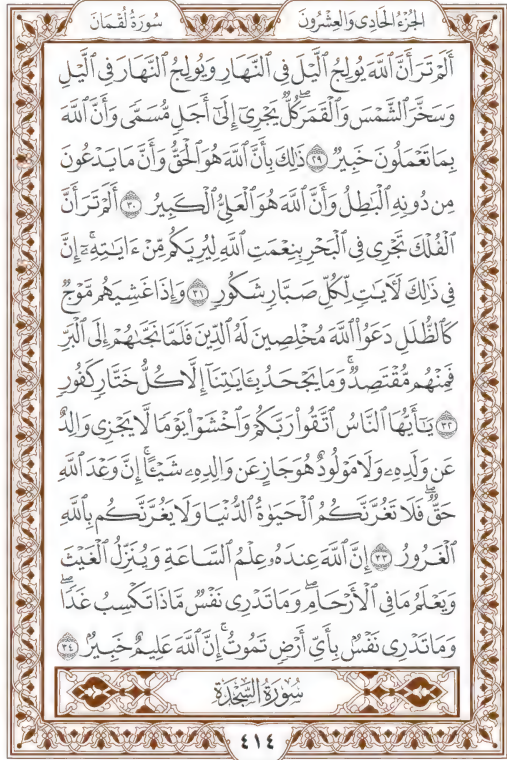 سُورَةُ لُقْمَانَ الجُزْءُ الحَادِى وَالعِشْرُونَ
أَلَمْ تَرَ أَنَّ ٱللَّهَ يُولِجُ ٱلَّيْلَ فِى ٱلنَّهَارِ وَيُولِجُ ٱلنَّهَارَ فِى ٱلَّيْلِ
وَسَخَّرَ ٱلشَّمْسَ وَٱلْقَمَرَۖ كُلٌّ يَجْرِىٓ إِلَىٰٓ أَجَلٍ مُّسَمًّى وَأَنَّ ٱللَّهَ
بِمَا تَعْمَلُونَ خَبِيرٌ ٢٩ ذَٰلِكَ بِأَنَّ ٱللَّهَ هُوَ ٱلْحَقُّ وَأَنَّ مَا يَدْعُونَ
مِن دُونِهِ ٱلْبَٰطِلُ وَأَنَّ ٱللَّهَ هُوَ ٱلْعَلِىُّ ٱلْكَبِيرُ ٣٠ أَلَمْ تَرَ أَنَّ
ٱلْفُلْكَ تَجْرِى فِى ٱلْبَحْرِ بِنِعْمَتِ ٱللَّهِ لِيُرِيَكُم مِّنْ ءَايَٰتِهِۦٓۚ إِنَّ
فِى ذَٰلِكَ لَءَايَٰتٍ لِّكُلِّ صَبَّارٍ شَكُورٍ ٣١ وَإِذَا غَشِيَهُم مَّوْجٌ
كَٱلظُّلَلِ دَعَوُا۟ ٱللَّهَ مُخْلِصِينَ لَهُ ٱلدِّينَ فَلَمَّا نَجَّىٰهُمْ إِلَى ٱلْبَرِّ
فَمِنْهُم مُّقْتَصِدٌۚ وَمَا يَجْحَدُ بِـَٔايَٰتِنَآ إِلَّا كُلُّ خَتَّارٍ كَفُورٍ
٣٢ يَٰٓأَيُّهَا ٱلنَّاسُ ٱتَّقُوا۟ رَبَّكُمْ وَٱخْشَوْا۟ يَوْمًا لَّا يَجْزِى وَالِدٌ
عَن وَلَدِهِۦ وَلَا مَوْلُودٌ هُوَ جَازٍ عَن وَالِدِهِۦ شَيْـًٔاۚ إِنَّ وَعْدَ ٱللَّهِ
حَقٌّۖ فَلَا تَغُرَّنَّكُمُ ٱلْحَيَوٰةُ ٱلدُّنْيَا وَلَا يَغُرَّنَّكُم بِٱللَّهِ
ٱلْغَرُورُ ٣٣ إِنَّ ٱللَّهَ عِندَهُۥ عِلْمُ ٱلسَّاعَةِ وَيُنَزِّلُ ٱلْغَيْثَ
وَيَعْلَمُ مَا فِى ٱلْأَرْحَامِۖ وَمَا تَدْرِى نَفْسٌ مَّاذَا تَكْسِبُ غَدًاۖ
وَمَا تَدْرِى نَفْسٌۢ بِأَىِّ أَرْضٍ تَمُوتُۚ إِنَّ ٱللَّهَ عَلِيمٌ خَبِيرٌۢ ٣٤
سُورَةُ السَّجْدَةِ
٤١٤